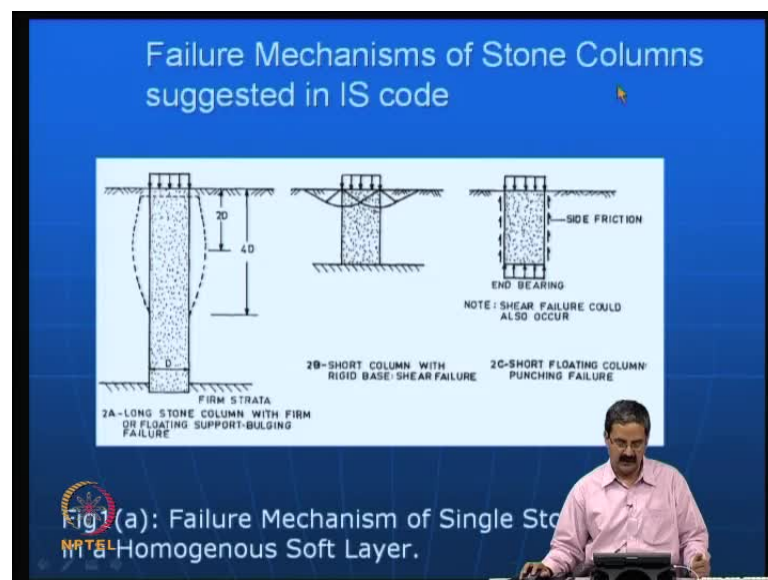 Failure Mechanisms of Stone Columns
suggested in IS code
2D
4D
D
FIRM STRATA
2A-LONG STONE COLUMN WITH FIRM
OR FLOATING SUPPORT-BULGING
FAILURE
2B-SHORT COLUMN WITH
RIGID BASE: SHEAR FAILURE
SIDE FRICTION
END BEARING
NOTE: SHEAR FAILURE COULD
ALSO OCCUR
2C-SHORT FLOATING COLUMN
PUNCHING FAILURE
Fig1(a): Failure Mechanism of Single
Homogenous Soft Layer.
NPTEL